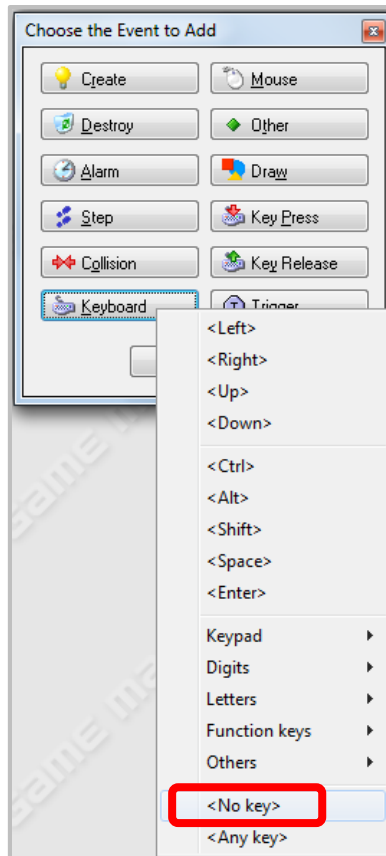 Choose the Event to Add
Create
Mouse
Destroy
Other
Alarm
Draw
Step
Key Press
Collision
Key Release
Keyboard
Trigger
<Left>
<Right>
<Up>
<Down>
<Ctrl>
<Alt>
<Shift>
<Space>
<Enter>
Keypad
Digits
Letters
Function keys
Others
<No key>
<Any key>